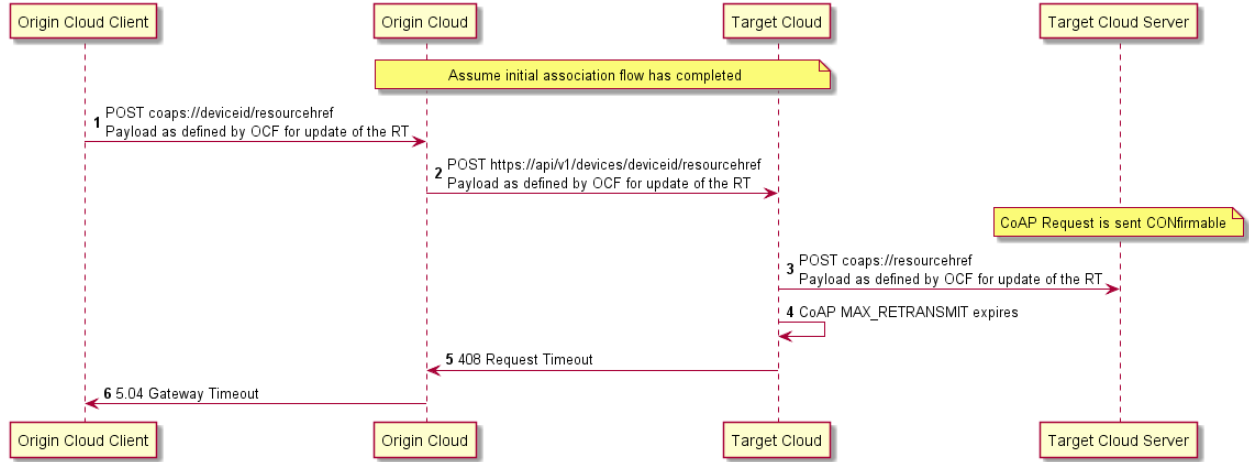 Origin Cloud Client
Origin Cloud
Target Cloud
Target Cloud Server
Assume initial association flow has completed
1 POST coaps://deviceid/resourcehref
Payload as defined by OCF for update of the RT
2 POST https://api/v1/devices/deviceid/resourcehref
Payload as defined by OCF for update of the RT
CoAP Request is sent CONfirmable
3 POST coaps://resourcehref
Payload as defined by OCF for update of the RT
4 CoAP MAX_RETRANSMIT expires
5 408 Request Timeout
6 5.04 Gateway Timeout
Origin Cloud Client
Origin Cloud
Target Cloud
Target Cloud Server